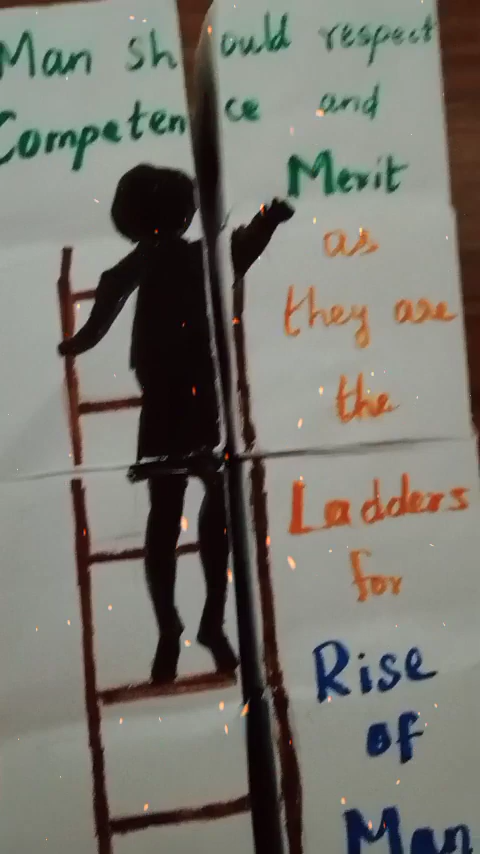 Man should respect
Competence and
Merit
as
they are
the
Ladders
for
Rise
of
Man